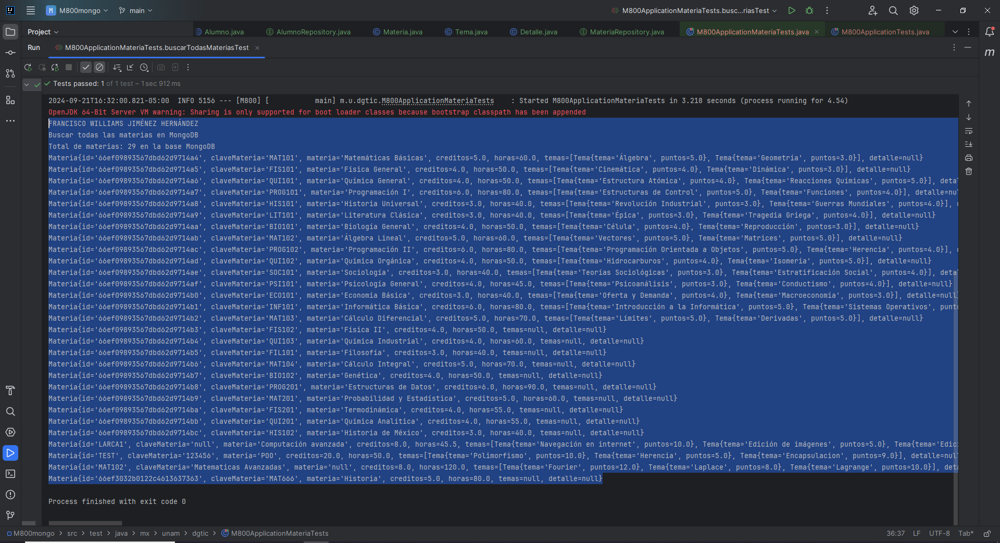 M M800mongo main M800ApplicationMateriaTests.busc...riasTest
Project Alumno.java AlumnoRepository.java Materia.java Tema.java Detalle.java MateriaRepository.java M800ApplicationMateriaTests.java M800ApplicationTests.java
Run M800ApplicationMateriaTests.buscarTodasMateriasTest
Tests passed: 1 of 1 test – 1 sec 912 ms
2024-09-21T16:32:00.821-05:00  INFO 5156 --- [M800] [           main] m.u.dgtic.M800ApplicationMateriaTests    : Started M800ApplicationMateriaTests in 3.218 seconds (process running for 4.54)
OpenJDK 64-Bit Server VM warning: Sharing is only supported for boot loader classes because bootstrap classpath has been appended
FRANCISCO WILLIAMS JIMÉNEZ HERNÁNDEZ
Buscar todas las materias en MongoDB
Total de materias: 29 en la base MongoDB
Materia{id='66ef09893567dbd62d9714a4', claveMateria='MAT101', materia='Matemáticas Básicas', creditos=5.0, horas=60.0, temas=[Tema{tema='Álgebra', puntos=5.0}, Tema{tema='Geometría', puntos=3.0}], detalle=null}
Materia{id='66ef09893567dbd62d9714a5', claveMateria='FIS101', materia='Física General', creditos=4.0, horas=50.0, temas=[Tema{tema='Cinemática', puntos=4.0}, Tema{tema='Dinámica', puntos=3.0}], detalle=null}
Materia{id='66ef09893567dbd62d9714a6', claveMateria='QUI101', materia='Química General', creditos=4.0, horas=50.0, temas=[Tema{tema='Estructura Atómica', puntos=4.0}, Tema{tema='Reacciones Químicas', puntos=5.0}], detal
Materia{id='66ef09893567dbd62d9714a7', claveMateria='PROG101', materia='Programación I', creditos=6.0, horas=80.0, temas=[Tema{tema='Estructuras de Control', puntos=5.0}, Tema{tema='Funciones', puntos=4.0}], detalle=nul
Materia{id='66ef09893567dbd62d9714a8', claveMateria='HIS101', materia='Historia Universal', creditos=3.0, horas=40.0, temas=[Tema{tema='Revolución Industrial', puntos=3.0}, Tema{tema='Guerras Mundiales', puntos=4.0}], d
Materia{id='66ef09893567dbd62d9714a9', claveMateria='LIT101', materia='Literatura Clásica', creditos=3.0, horas=40.0, temas=[Tema{tema='Épica', puntos=3.0}, Tema{tema='Tragedia Griega', puntos=4.0}], detalle=null}
Materia{id='66ef09893567dbd62d9714aa', claveMateria='BIO101', materia='Biología General', creditos=4.0, horas=50.0, temas=[Tema{tema='Célula', puntos=4.0}, Tema{tema='Reproducción', puntos=3.0}], detalle=null}
Materia{id='66ef09893567dbd62d9714ab', claveMateria='MAT102', materia='Álgebra Lineal', creditos=5.0, horas=60.0, temas=[Tema{tema='Vectores', puntos=5.0}, Tema{tema='Matrices', puntos=5.0}], detalle=null}
Materia{id='66ef09893567dbd62d9714ac', claveMateria='PROG102', materia='Programación II', creditos=6.0, horas=80.0, temas=[Tema{tema='Programación Orientada a Objetos', puntos=5.0}, Tema{tema='Herencia', puntos=4.0}], d
Materia{id='66ef09893567dbd62d9714ad', claveMateria='QUI102', materia='Química Orgánica', creditos=4.0, horas=50.0, temas=[Tema{tema='Hidrocarburos', puntos=4.0}, Tema{tema='Isomería', puntos=5.0}], detalle=null}
Materia{id='66ef09893567dbd62d9714ae', claveMateria='SOC101', materia='Sociología', creditos=3.0, horas=40.0, temas=[Tema{tema='Teorías Sociológicas', puntos=3.0}, Tema{tema='Estratificación Social', puntos=4.0}], detal
Materia{id='66ef09893567dbd62d9714af', claveMateria='PSI101', materia='Psicología General', creditos=4.0, horas=45.0, temas=[Tema{tema='Psicoanálisis', puntos=3.0}, Tema{tema='Conductismo', puntos=4.0}], detalle=null}
Materia{id='66ef09893567dbd62d9714b0', claveMateria='ECO101', materia='Economía Básica', creditos=3.0, horas=40.0, temas=[Tema{tema='Oferta y Demanda', puntos=4.0}, Tema{tema='Macroeconomía', puntos=3.0}], detalle=null
Materia{id='66ef09893567dbd62d9714b1', claveMateria='INF101', materia='Informática Básica', creditos=6.0, horas=80.0, temas=[Tema{tema='Introducción a la Informática', puntos=5.0}, Tema{tema='Sistemas Operativos', punto
Materia{id='66ef09893567dbd62d9714b2', claveMateria='MAT103', materia='Cálculo Diferencial', creditos=5.0, horas=70.0, temas=[Tema{tema='Límites', puntos=5.0}, Tema{tema='Derivadas', puntos=5.0}], detalle=null}
Materia{id='66ef09893567dbd62d9714b3', claveMateria='FIS102', materia='Física II', creditos=4.0, horas=50.0, temas=null, detalle=null}
Materia{id='66ef09893567dbd62d9714b4', claveMateria='QUI103', materia='Química Industrial', creditos=4.0, horas=60.0, temas=null, detalle=null}
Materia{id='66ef09893567dbd62d9714b5', claveMateria='FIL101', materia='Filosofía', creditos=3.0, horas=40.0, temas=null, detalle=null}
Materia{id='66ef09893567dbd62d9714b6', claveMateria='MAT104', materia='Cálculo Integral', creditos=5.0, horas=70.0, temas=null, detalle=null}
Materia{id='66ef09893567dbd62d9714b7', claveMateria='BIO102', materia='Genética', creditos=4.0, horas=50.0, temas=null, detalle=null}
Materia{id='66ef09893567dbd62d9714b8', claveMateria='PROG201', materia='Estructuras de Datos', creditos=6.0, horas=90.0, temas=null, detalle=null}
Materia{id='66ef09893567dbd62d9714b9', claveMateria='MAT201', materia='Probabilidad y Estadística', creditos=5.0, horas=60.0, temas=null, detalle=null}
Materia{id='66ef09893567dbd62d9714ba', claveMateria='FIS201', materia='Termodinámica', creditos=4.0, horas=55.0, temas=null, detalle=null}
Materia{id='66ef09893567dbd62d9714bb', claveMateria='QUI201', materia='Química Analítica', creditos=4.0, horas=55.0, temas=null, detalle=null}
Materia{id='66ef09893567dbd62d9714bc', claveMateria='HIS102', materia='Historia de México', creditos=3.0, horas=40.0, temas=null, detalle=null}
Materia{id='LARCA1', claveMateria='null', materia='Computación avanzada', creditos=8.0, horas=45.5, temas=[Tema{tema='Navegación en internet', puntos=10.0}, Tema{tema='Edición de imágenes', puntos=5.0}, Tema{tema='Edici
Materia{id='TEST', claveMateria='123456', materia='POO', creditos=20.0, horas=50.0, temas=[Tema{tema='Polimorfismo', puntos=10.0}, Tema{tema='Herencia', puntos=5.0}, Tema{tema='Encapsulacion', puntos=9.0}], detalle=nul
Materia{id='MAT102', claveMateria='Matematicas Avanzadas', materia='null', creditos=8.0, horas=120.0, temas=[Tema{tema='Fourier', puntos=12.0}, Tema{tema='Laplace', puntos=8.0}, Tema{tema='Lagrange', puntos=10.0}], deta
Materia{id='66ef3032b0122c4613637363', claveMateria='MAT666', materia='Historia', creditos=5.0, horas=80.0, temas=null, detalle=null}
Process finished with exit code 0
M800mongo > src > test > java > mx > unam > dgtic > M800ApplicationMateriaTests 36:37 LF UTF-8 Tab*